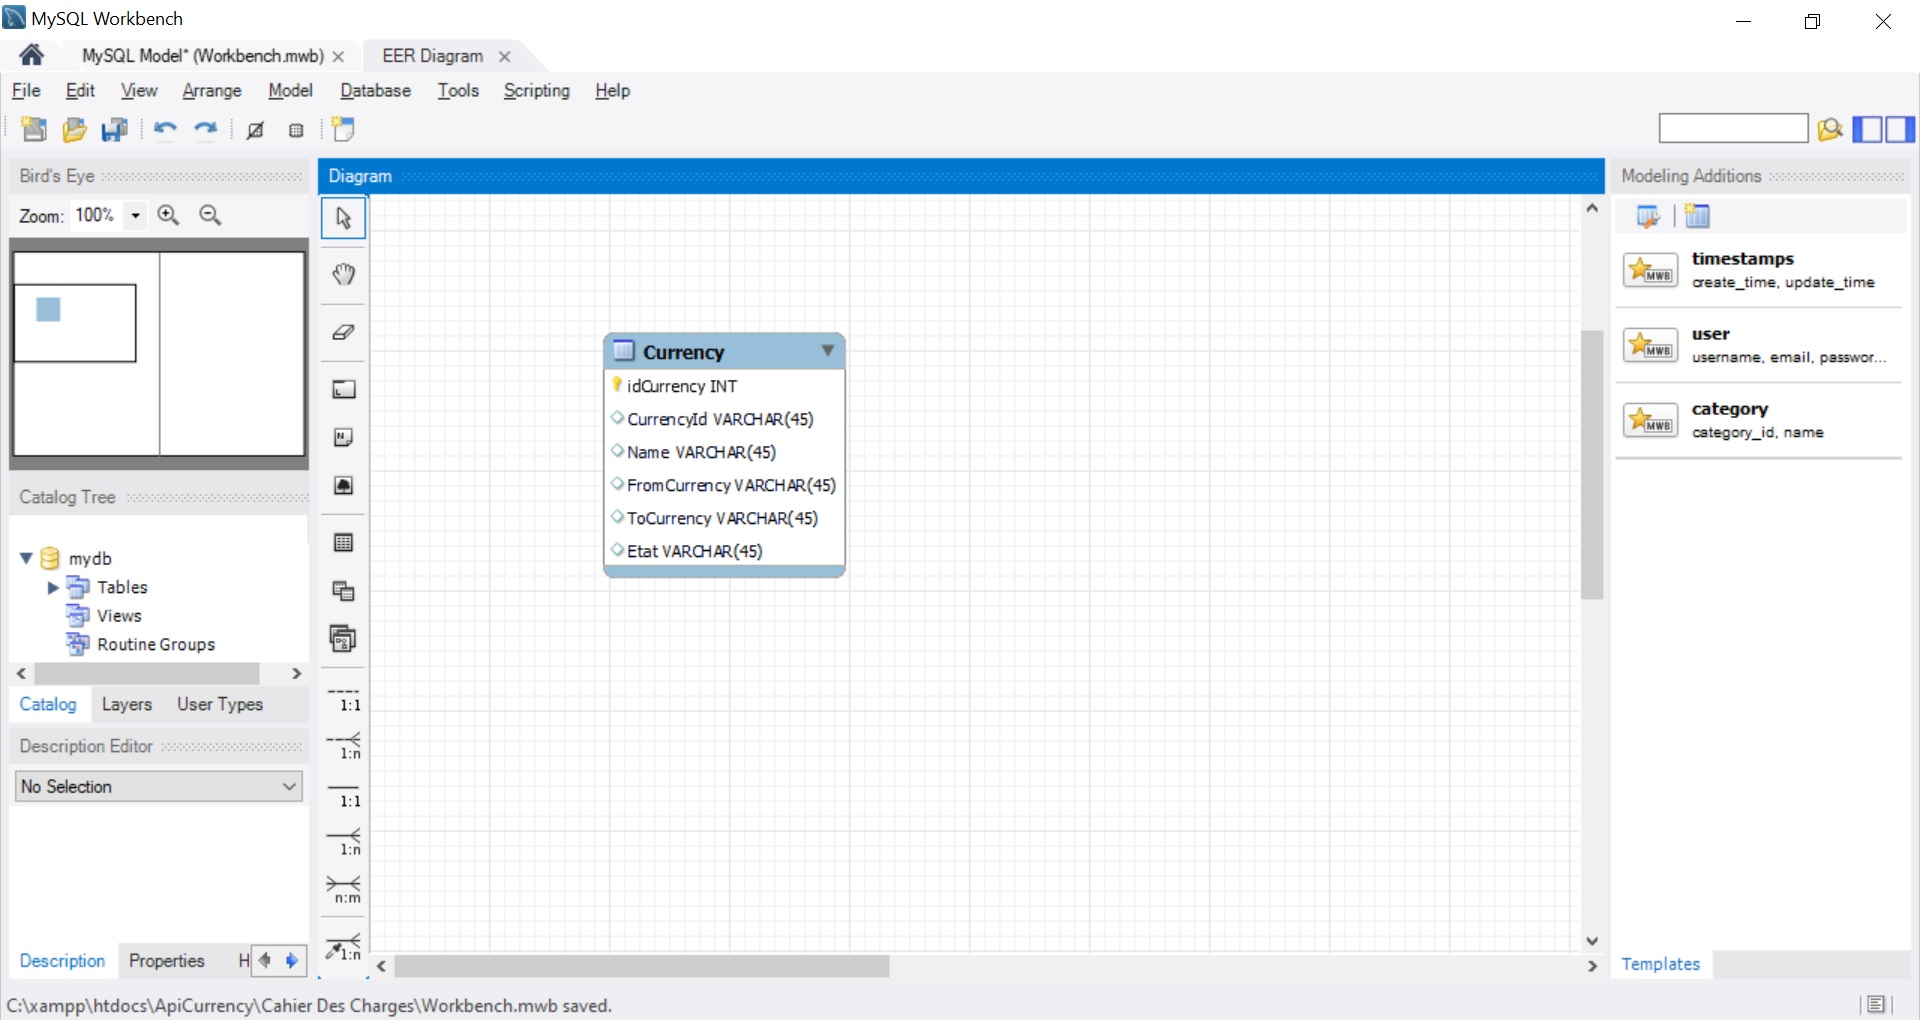 MySQL Workbench
MySQL Model* (Workbench.mwb)
EER Diagram
File Edit View Arrange Model Database Tools Scripting Help
Bird's Eye
Zoom: 100%
Catalog Tree
mydb
Tables
Views
Routine Groups
Catalog Layers User Types
Description Editor
No Selection
Description Properties H
Diagram
L
N
1:1
1:n
1:1
1:n
n:m
1:n
Currency
idCurrency INT
CurrencyId VARCHAR(45)
Name VARCHAR(45)
FromCurrency VARCHAR(45)
ToCurrency VARCHAR(45)
Etat VARCHAR(45)
Modeling Additions
MWB
timestamps
create_time, update_time
MWB
user
username, email, passwor...
MWB
category
category_id, name
Templates
C:\xampp\htdocs\ApiCurrency\Cahier Des Charges\Workbench.mwb saved.